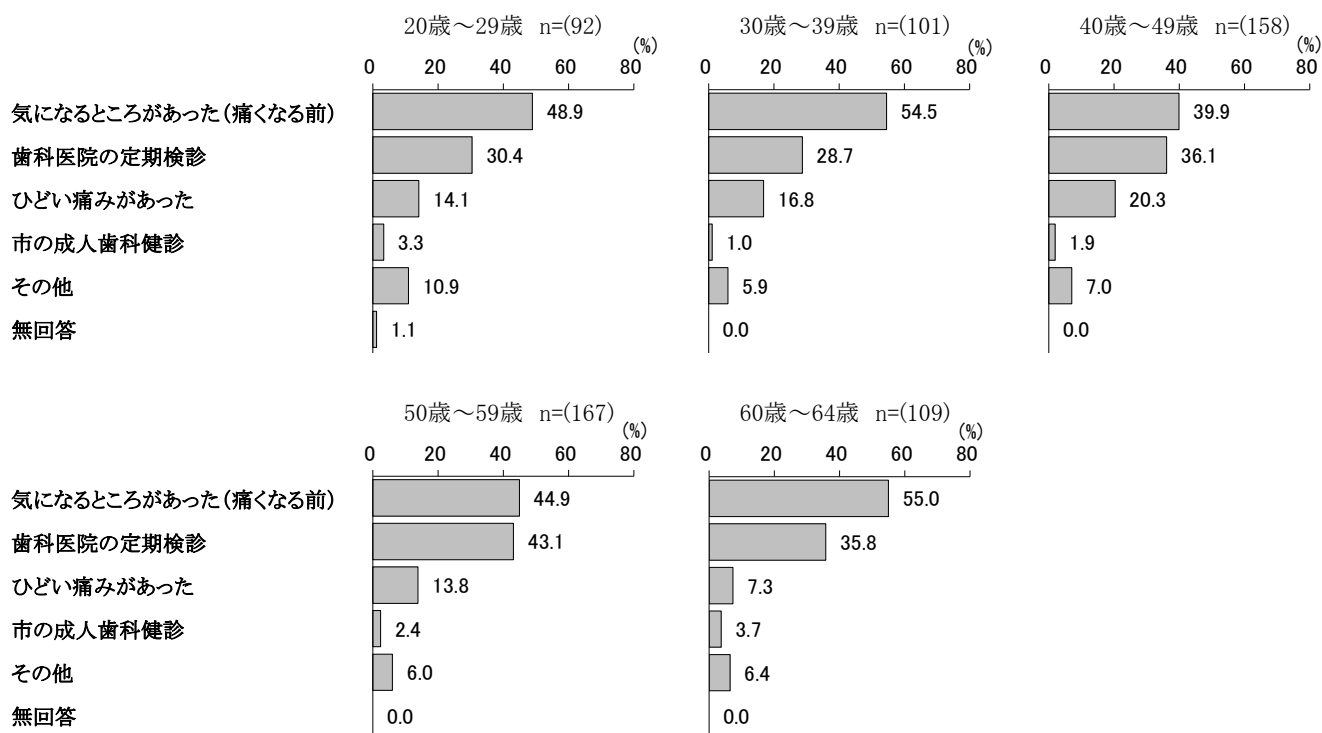 20歳～29歳 n=(92)
30歳～39歳 n=(101)
40歳～49歳 n=(158)
(%)
(%)
(%)
0 20 40 60 80
0 20 40 60 80
0 20 40 60 80
気になるところがあった(痛くなる前) 48.9 54.5 39.9
歯科医院の定期検診 30.4 28.7 36.1
ひどい痛みがあった 14.1 16.8 20.3
市の成人歯科健診 3.3 1.0 1.9
その他 10.9 5.9 7.0
無回答 1.1 0.0 0.0
50歳～59歳 n=(167)
60歳～64歳 n=(109)
(%)
(%)
0 20 40 60 80
0 20 40 60 80
気になるところがあった(痛くなる前) 44.9 55.0
歯科医院の定期検診 43.1 35.8
ひどい痛みがあった 13.8 7.3
市の成人歯科健診 2.4 3.7
その他 6.0 6.4
無回答 0.0 0.0